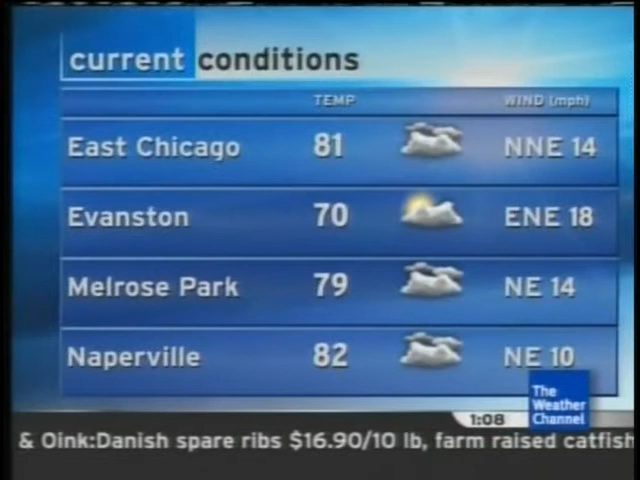 current conditions
TEMP WIND (mph)
East Chicago 81 NNE 14
Evanston 70 ENE 18
Melrose Park 79 NE 14
Naperville 82 NE 10
The
Weather
Channel
1:08
& Oink:Danish spare ribs $16.90/10 lb, farm raised catfish